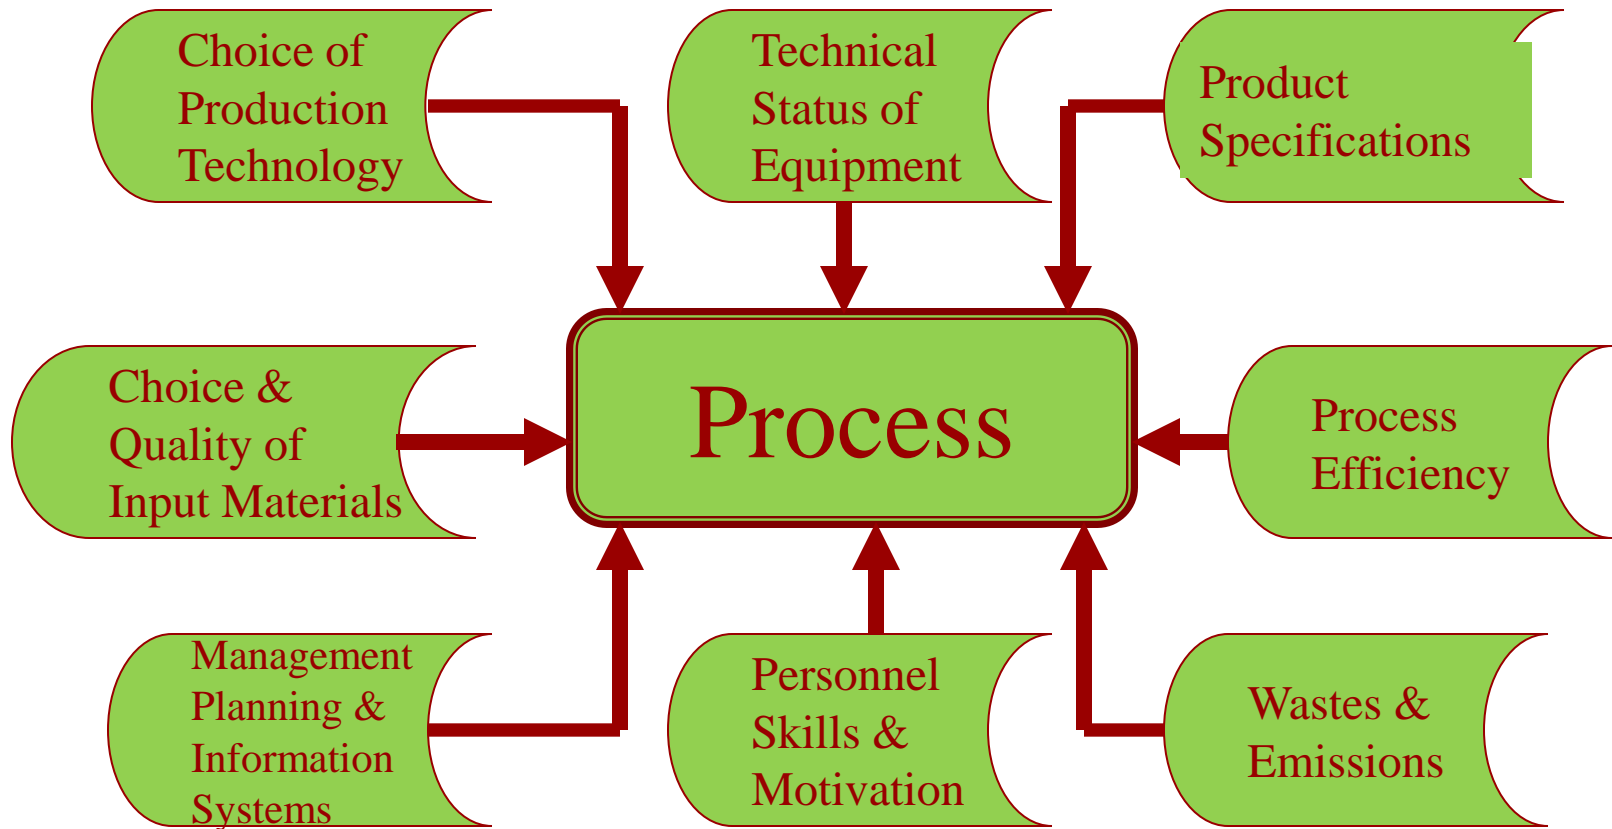 Choice of
Production
Technology
Technical
Status of
Equipment
Product
Specifications
Choice &
Quality of
Input Materials
Process
Process
Efficiency
Management
Planning &
Information
Systems
Personnel
Skills &
Motivation
Wastes &
Emissions